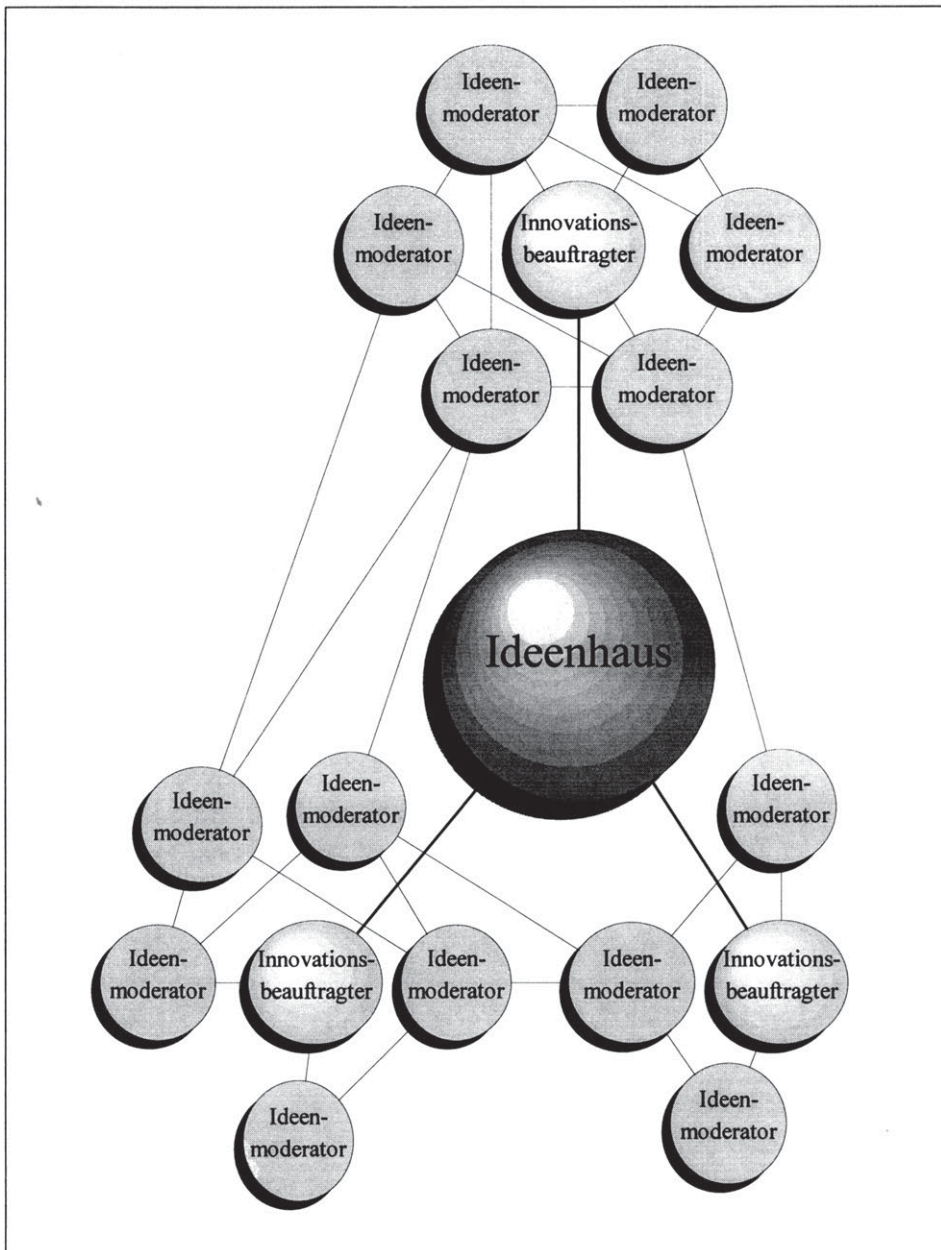 Ideen-
moderator
Ideen-
moderator
Ideen-
moderator
Innovations-
beauftragter
Ideen-
moderator
Ideen-
moderator
Ideen-
moderator
Ideenhaus
Ideen-
moderator
Ideen-
moderator
Ideen-
moderator
Ideen-
moderator
Innovations-
beauftragter
Ideen-
moderator
Ideen-
moderator
Innovations-
beauftragter
Ideen-
moderator
Ideen-
moderator